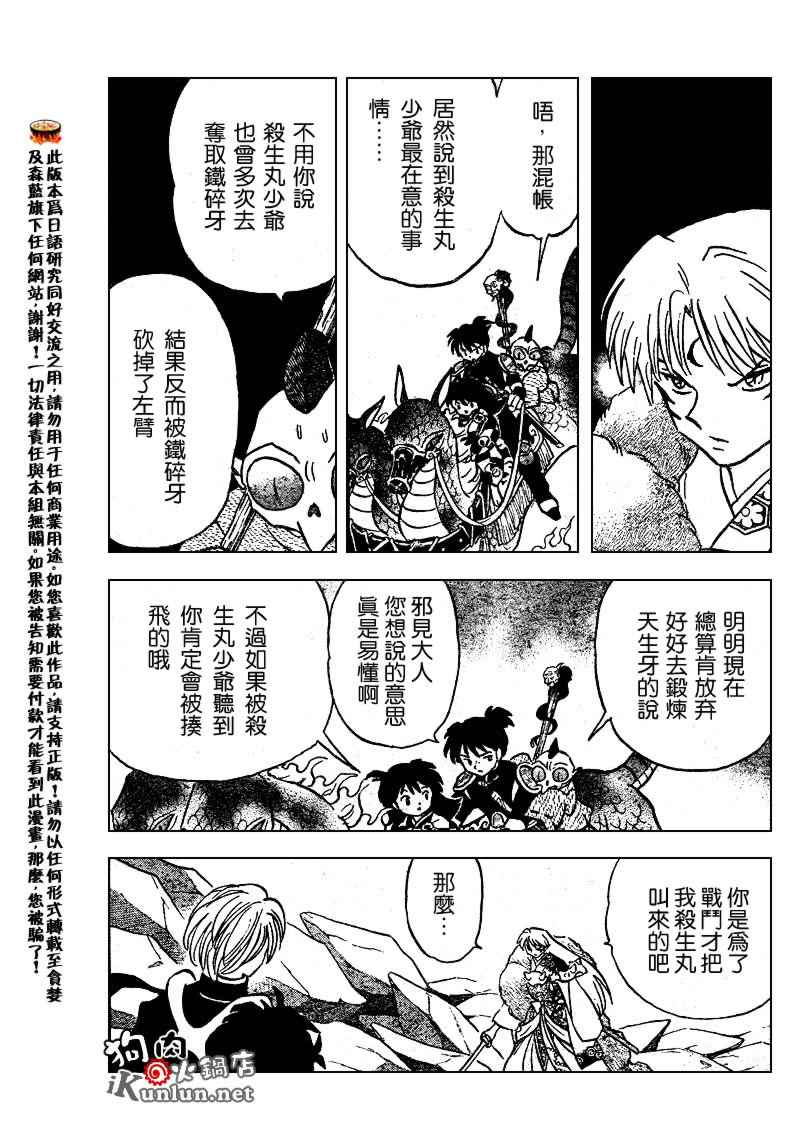 唔，那混帳
居然說到殺生丸
少爺最在意的事
情……
不用你說
殺生丸少爺
也曾多次去
奪取鐵碎牙
結果反而被鐵碎牙
砍掉了左臂
明明現在
總算肯放棄
好好去鍛煉
天生牙的說
邪見大人
您想說的意思
眞是易懂啊
不過如果被殺
生丸少爺聽到
你肯定會被揍
飛的哦
你是爲了
戰鬥才把
我殺生丸
叫來的吧
那麼…
此版本爲日語研究同好交流之用，請勿用于任何商業用途。如您喜歡此作品，請支持正版！請勿以任何形式轉載至貪婪
及森藍旗下任何網站，謝謝！一切法律責任與本組無關。如果您被告知需要付款才能看到此漫畫，那麼，您被騙了！
狗肉火鍋店
iKunlun.net